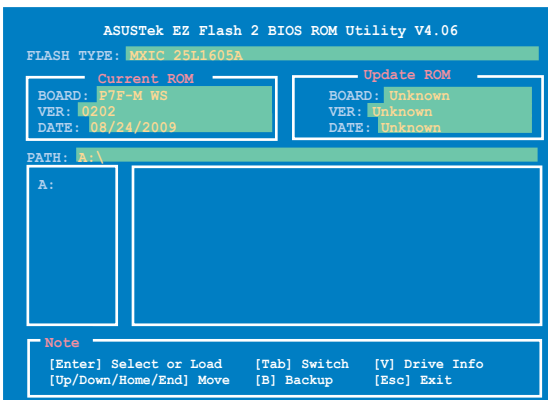 ASUSTek EZ Flash 2 BIOS ROM Utility V4.06
FLASH TYPE: MXIC 25L1605A
Current ROM
BOARD: P7F-M WS
VER: 0202
DATE: 08/24/2009
Update ROM
BOARD: Unknown
VER: Unknown
DATE: Unknown
PATH: A:\
A:
Note
[Enter] Select or Load [Tab] Switch [V] Drive Info
[Up/Down/Home/End] Move [B] Backup [Esc] Exit